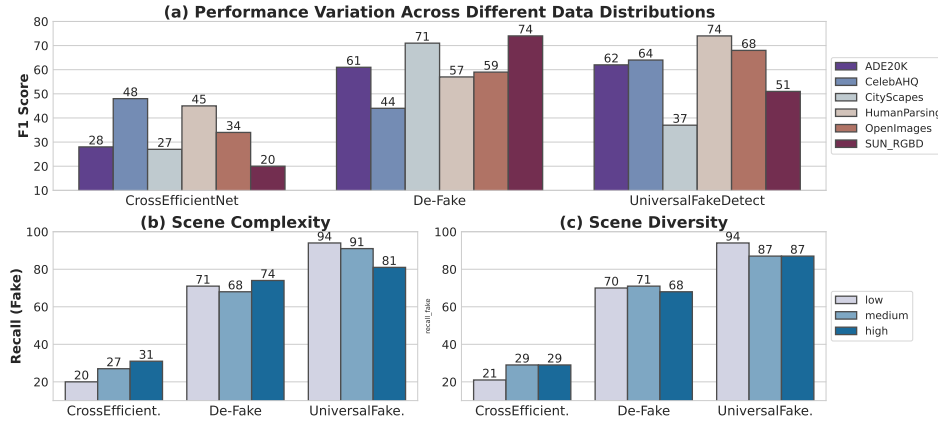 (a) Performance Variation Across Different Data Distributions
F1 Score
80
70
60
50
40
30
20
10
28
48
27
45
34
20
61
44
71
57
59
74
62
64
37
74
68
51
CrossEfficientNet
De-Fake
UniversalFakeDetect
ADE20K
CelebAHQ
CityScapes
HumanParsing
OpenImages
SUN_RGBD
(b) Scene Complexity
Recall (Fake)
100
80
60
40
20
20
27
31
71
68
74
94
91
81
CrossEfficient.
De-Fake
UniversalFake.
(c) Scene Diversity
recall_fake
100
80
60
40
20
21
29
29
70
71
68
94
87
87
CrossEfficient.
De-Fake
UniversalFake.
low
medium
high